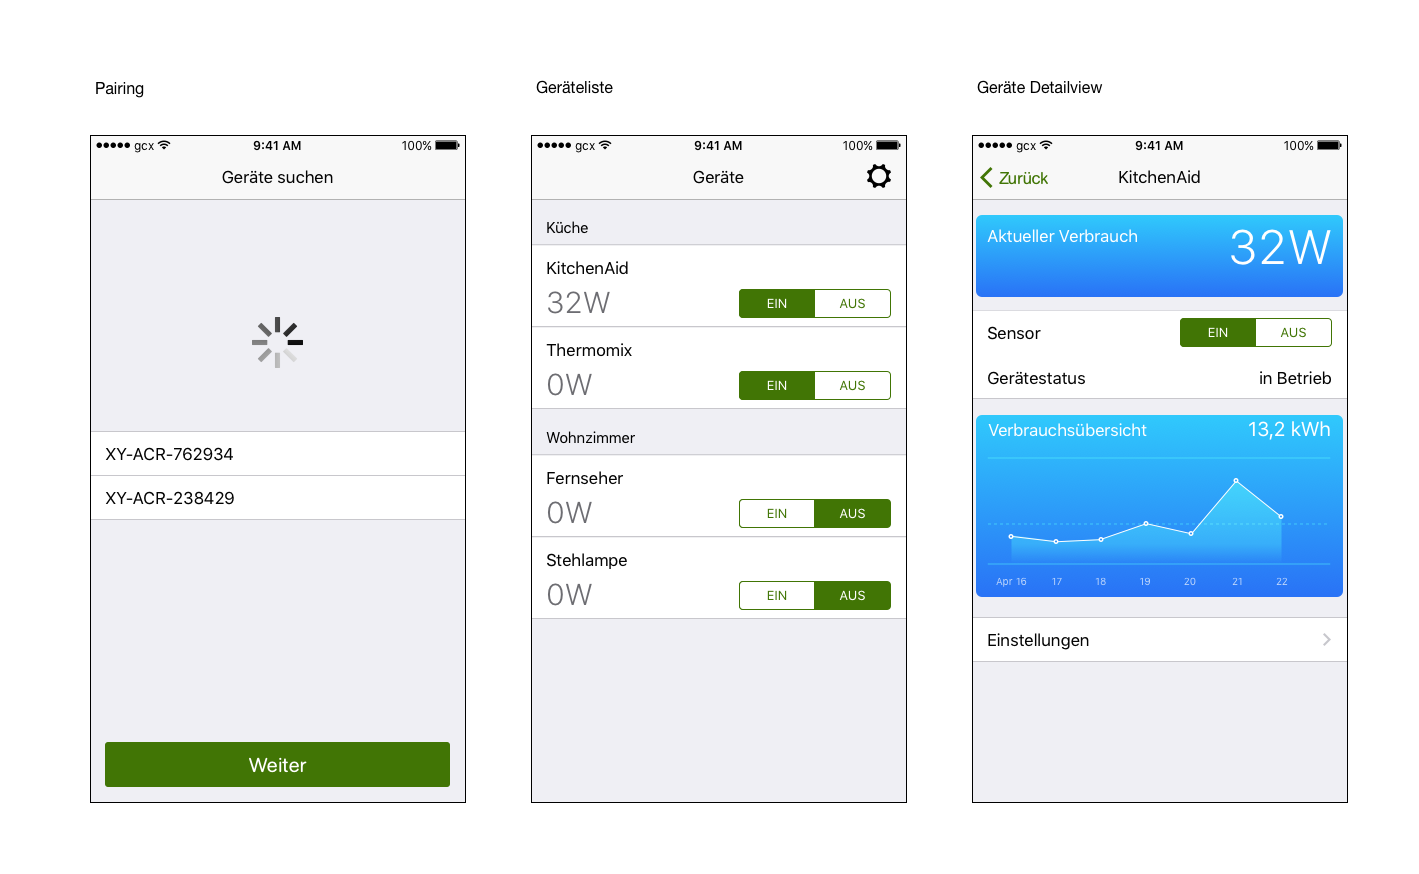 Pairing
gcx 9:41 AM 100%
Geräte suchen
XY-ACR-762934
XY-ACR-238429
Weiter
Geräteliste
gcx 9:41 AM 100%
Geräte
Küche
KitchenAid
32W EIN AUS
Thermomix
0W EIN AUS
Wohnzimmer
Fernseher
0W EIN AUS
Stehlampe
0W EIN AUS
Geräte Detailview
gcx 9:41 AM 100%
Zurück KitchenAid
Aktueller Verbrauch 32W
Sensor EIN AUS
Gerätestatus in Betrieb
Verbrauchsübersicht 13,2 kWh
Apr 16 17 18 19 20 21 22
Einstellungen